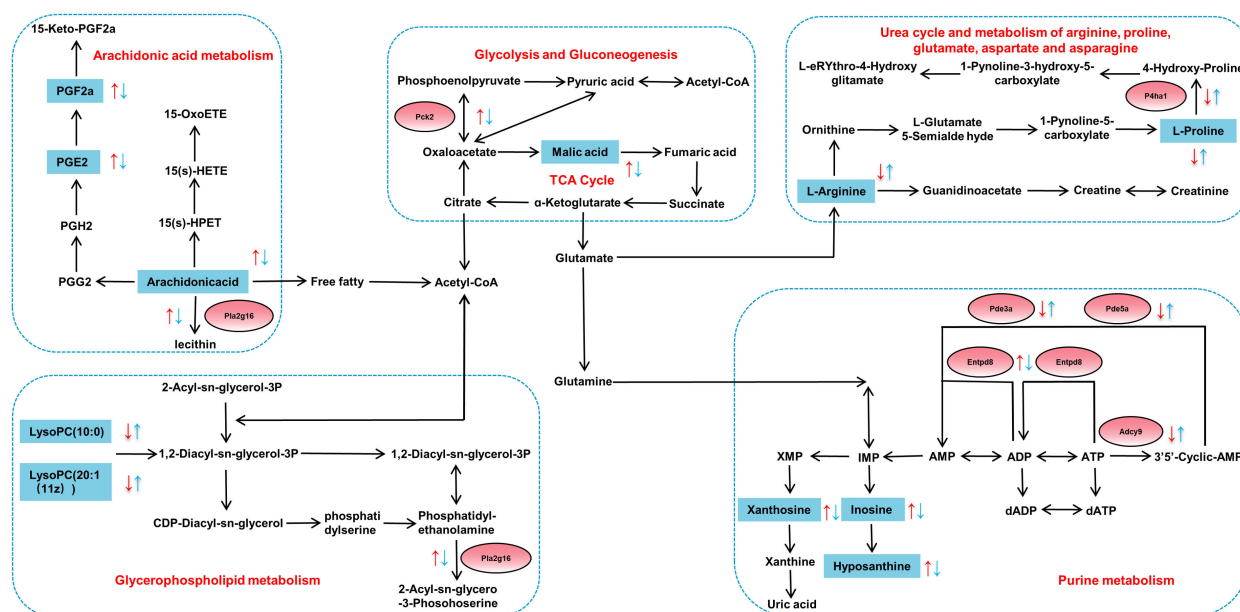 15-Keto-PGF2a
Arachidonic acid metabolism
PGF2a
15-OxoETE
PGE2
15(s)-HETE
PGH2
15(s)-HPET
PGG2
Arachidonicacid
Free fatty
Acetyl-CoA
Pla2g16
lecithin
Glycolysis and Gluconeogenesis
Phosphoenolpyruvate
Pyruric acid
Acetyl-CoA
Pck2
Oxaloacetate
Malic acid
Fumaric acid
TCA Cycle
Citrate
α-Ketoglutarate
Succinate
Glutamate
Glutamine
Urea cycle and metabolism of arginine, proline,
glutamate, aspartate and asparagine
L-eRYthro-4-Hydroxy
glitamate
1-Pynoline-3-hydroxy-5-
carboxylate
4-Hydroxy-Proline
P4ha1
Ornithine
L-Glutamate
5-Semialde hyde
1-Pynoline-5-
carboxylate
L-Proline
L-Arginine
Guanidinoacetate
Creatine
Creatinine
2-Acyl-sn-glycerol-3P
LysoPC(10:0)
1,2-Diacyl-sn-glycerol-3P
1,2-Diacyl-sn-glycerol-3P
LysoPC(20:1
(11z) )
CDP-Diacyl-sn-glycerol
phosphati
dylserine
Phosphatidyl-
ethanolamine
Pla2g16
Glycerophospholipid metabolism
2-Acyl-sn-glycero
-3-Phosohoserine
Pde3a
Pde5a
Entpd8
Entpd8
Adcy9
XMP
IMP
AMP
ADP
ATP
3'5'-Cyclic-AMP
Xanthosine
Inosine
dADP
dATP
Xanthine
Hyposanthine
Purine metabolism
Uric acid